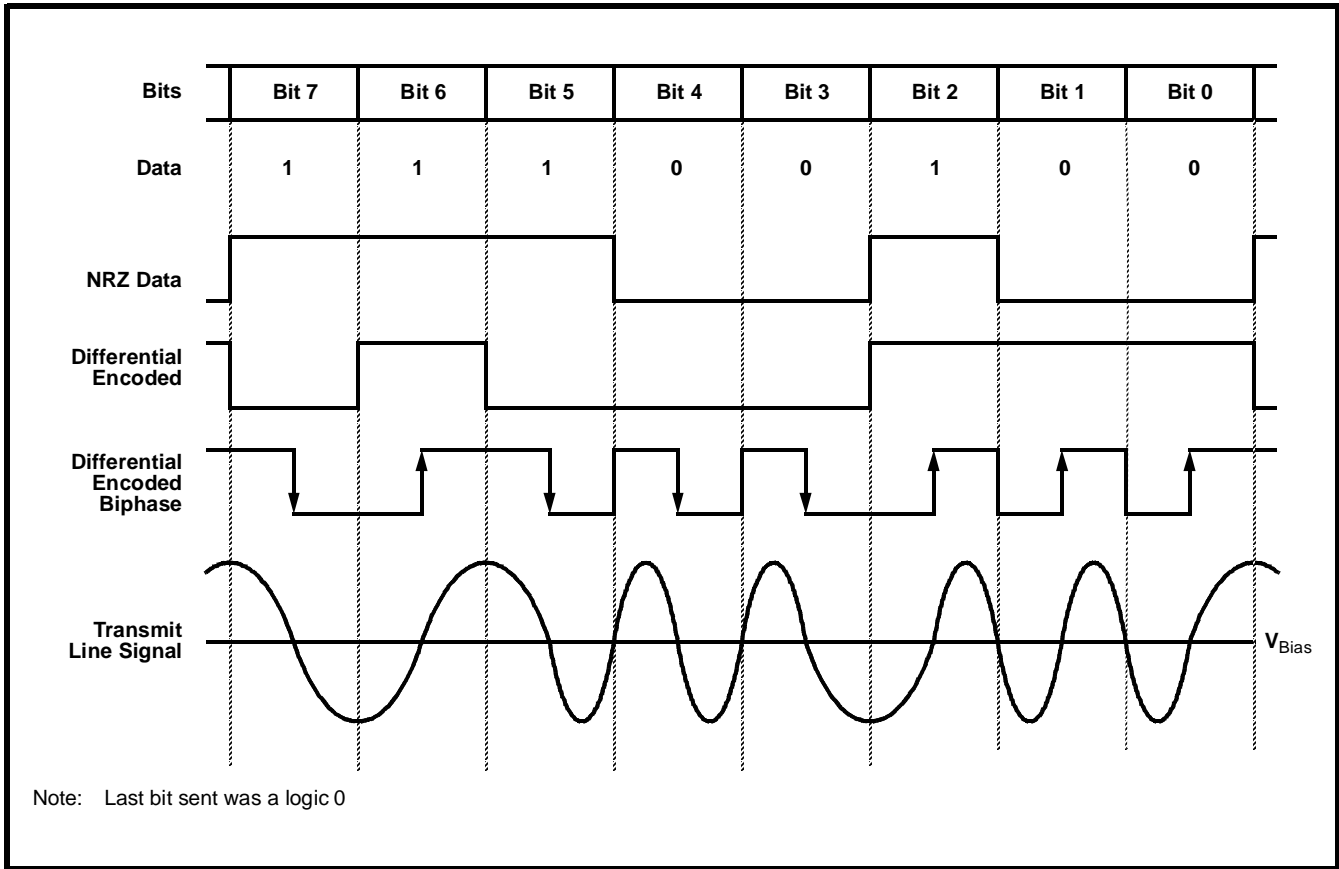 Bits Bit 7 Bit 6 Bit 5 Bit 4 Bit 3 Bit 2 Bit 1 Bit 0
Data 1 1 1 0 0 1 0 0
NRZ Data
Differential
Encoded
Differential
Encoded
Biphase
Transmit
Line Signal
VBias
Note: Last bit sent was a logic 0